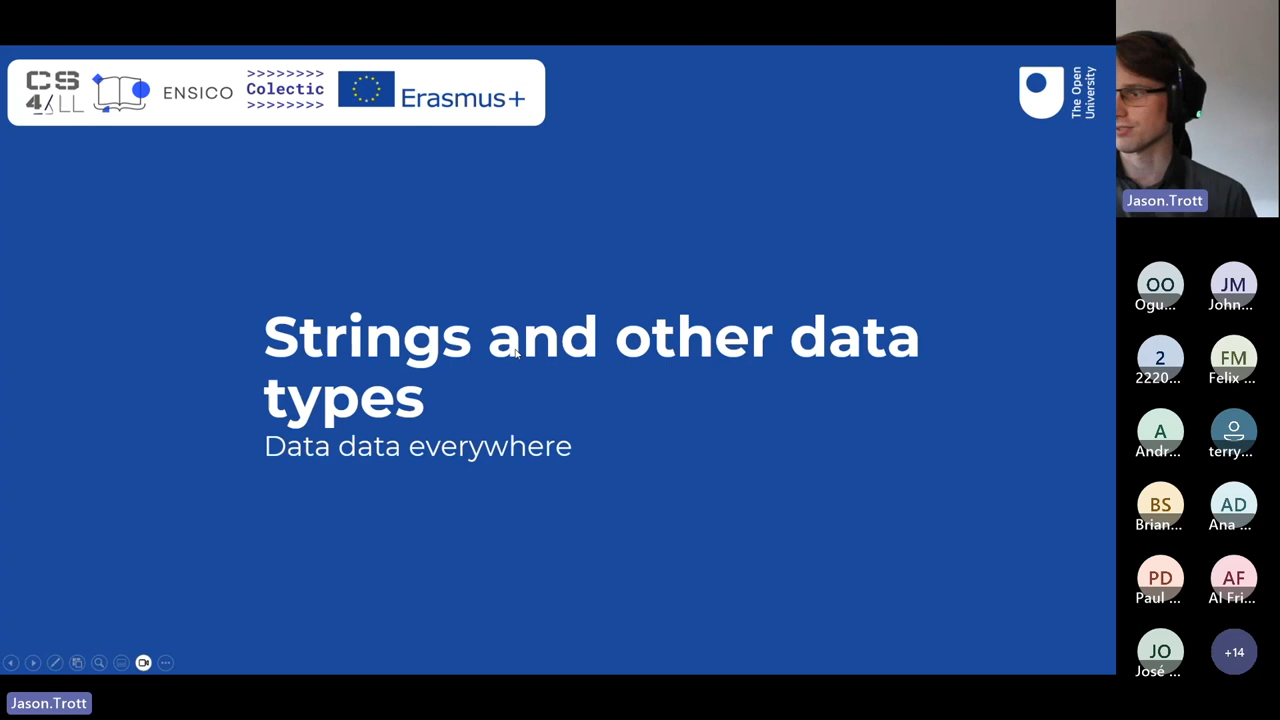 CS
4ALL
ENSICO
>>>>>>>>
Colectic
>>>>>>>>
Erasmus+
The Open
University
Strings and other data
types
Data data everywhere
Jason.Trott
OO
Ogu...
JM
John...
2
2220...
FM
Felix ...
A
Andr...
terry...
BS
Brian...
AD
Ana ...
PD
Paul ...
AF
Al Fri...
JO
José ...
+14
Jason.Trott